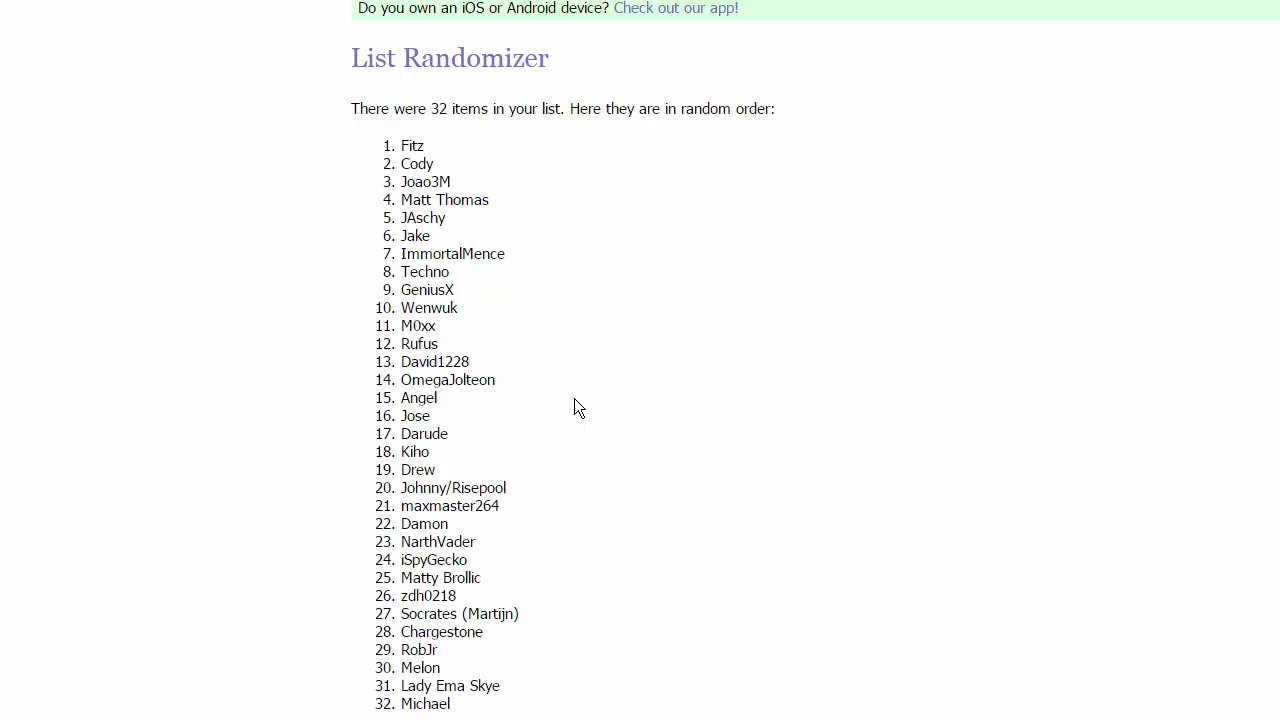 Do you own an iOS or Android device? Check out our app!
List Randomizer
There were 32 items in your list. Here they are in random order:
1. Fitz
2. Cody
3. Joao3M
4. Matt Thomas
5. JAschy
6. Jake
7. ImmortalMence
8. Techno
9. GeniusX
10. Wenwuk
11. M0xx
12. Rufus
13. David1228
14. OmegaJolteon
15. Angel
16. Jose
17. Darude
18. Kiho
19. Drew
20. Johnny/Risepool
21. maxmaster264
22. Damon
23. NarthVader
24. iSpyGecko
25. Matty Brollic
26. zdh0218
27. Socrates (Martijn)
28. Chargestone
29. RobJr
30. Melon
31. Lady Ema Skye
32. Michael